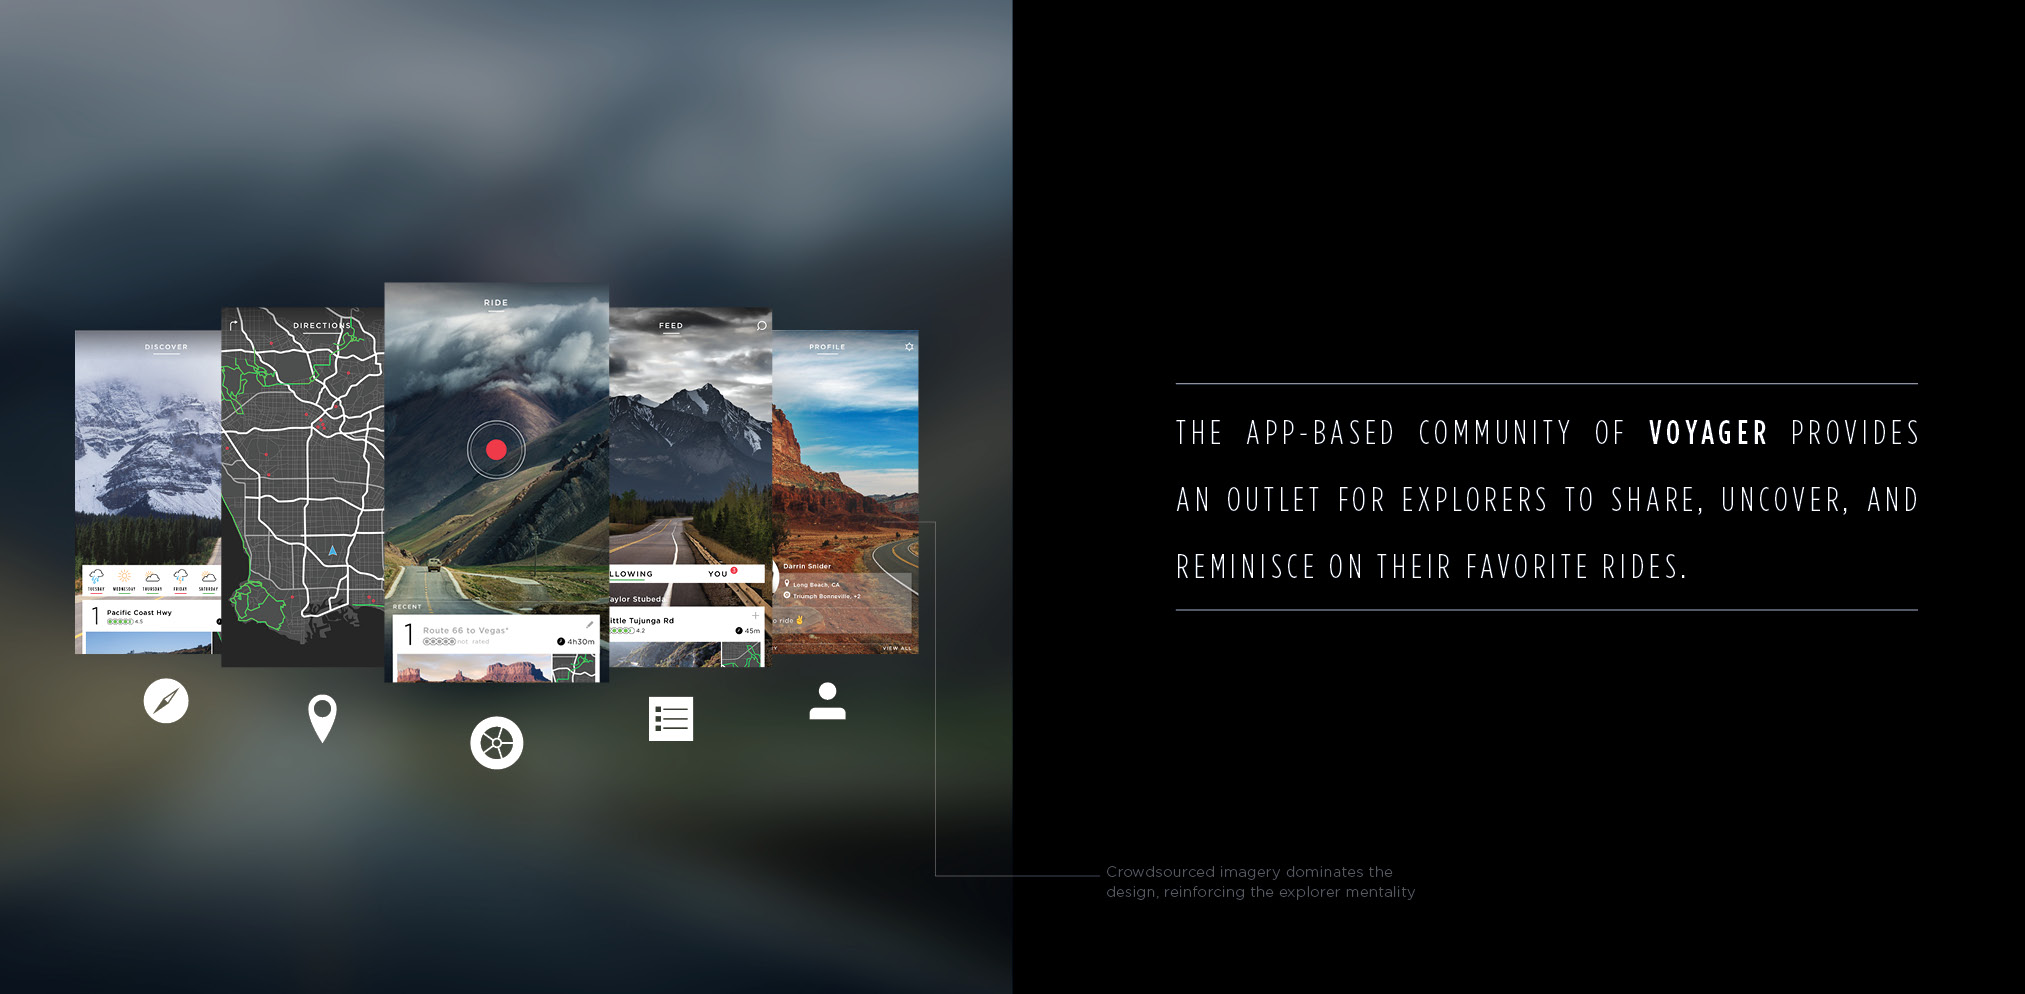 DISCOVER
TUESDAY WEDNESDAY THURSDAY FRIDAY SATURDAY
1 Pacific Coast Hwy
4.5
DIRECTIONS
RIDE
RECENT
1 Route 66 to Vegas*
not rated 4h30m
FEED
LLOWING YOU 3
aylor Stubeda
ittle Tujunga Rd
4.2 45m
PROFILE
Darrin Snider
Long Beach, CA
Triumph Bonneville, +2
o ride ✌
Y VIEW ALL
THE APP-BASED COMMUNITY OF VOYAGER PROVIDES
AN OUTLET FOR EXPLORERS TO SHARE, UNCOVER, AND
REMINISCE ON THEIR FAVORITE RIDES.
Crowdsourced imagery dominates the
design, reinforcing the explorer mentality